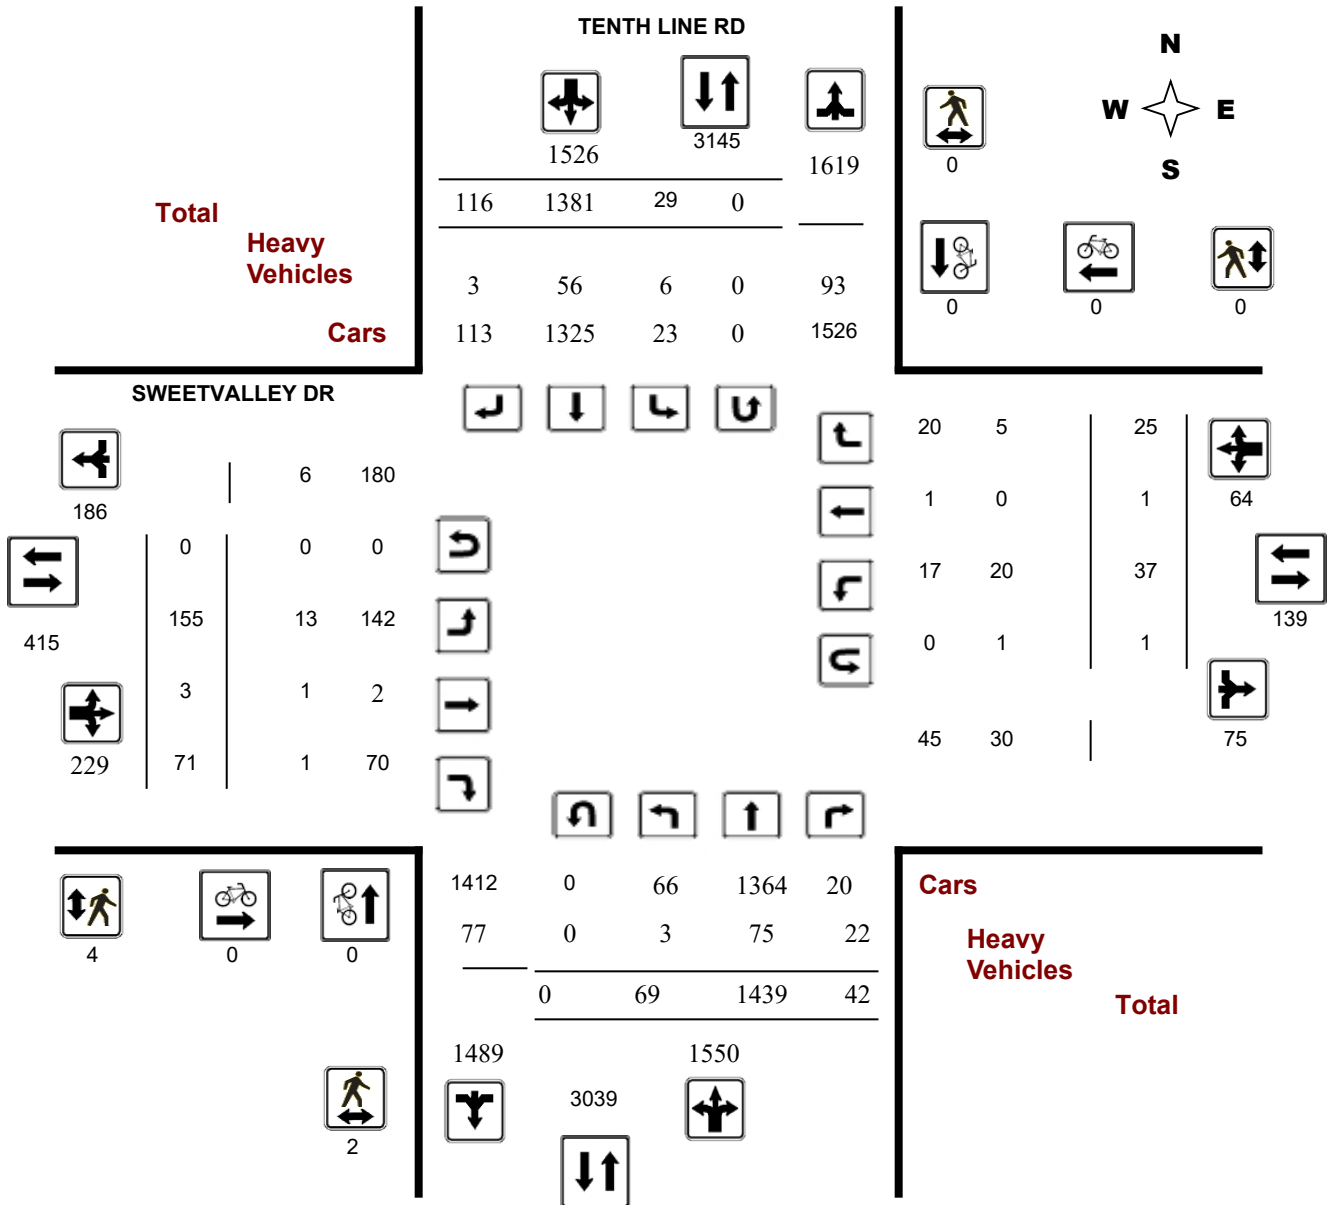 TENTH LINE RD
N
W E
S
1526
3145
1619
0
116 1381 29 0
Total
Heavy
Vehicles
3 56 6 0 93
0 0 0
Cars
113 1325 23 0 1526
SWEETVALLEY DR
20 5 25
6 180
186
1 0 1 64
0 0 0
17 20 37
155 13 142
139
415
0 1 1
3 1 2
45 30 75
229 71 1 70
1412 0 66 1364 20
Cars
77 0 3 75 22
Heavy
Vehicles
4 0 0
0 69 1439 42
Total
1489 1550
3039
2